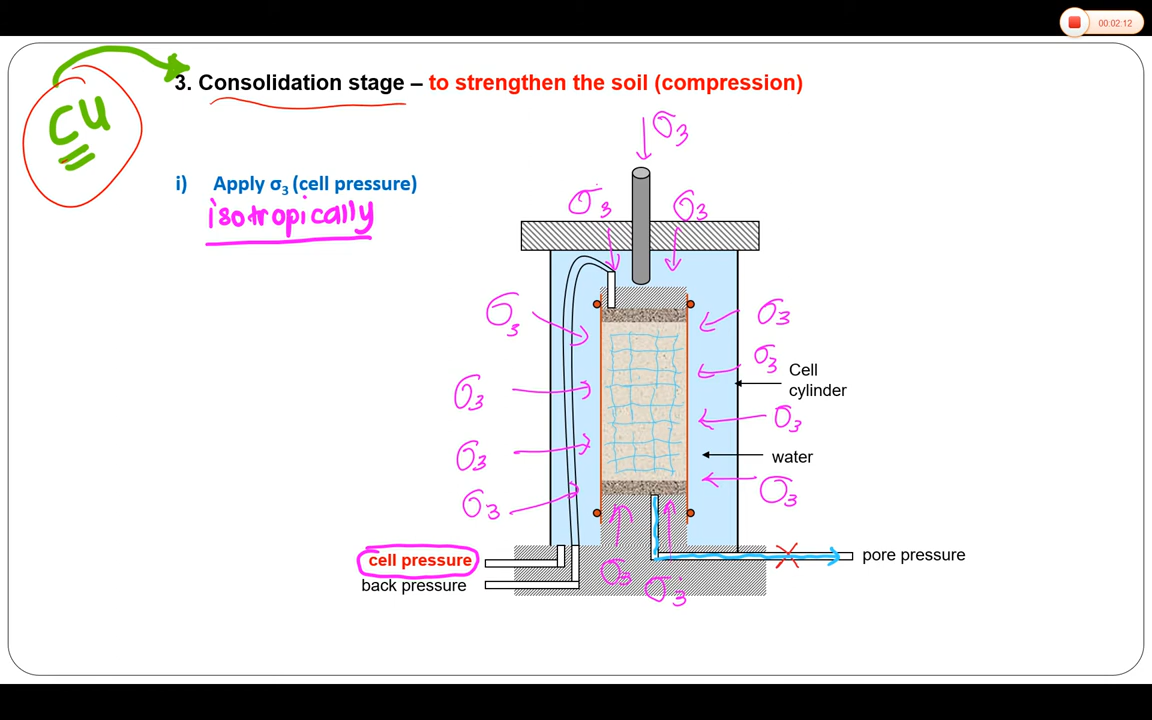 00:02:12
3. Consolidation stage – to strengthen the soil (compression)
CU
i) Apply σ3 (cell pressure)
isotropically
σ3
σ3
σ3
σ3
σ3
σ3
Cell
cylinder
σ3
σ3
σ3
water
σ3
σ3
cell pressure
back pressure
σ3
σ3
pore pressure